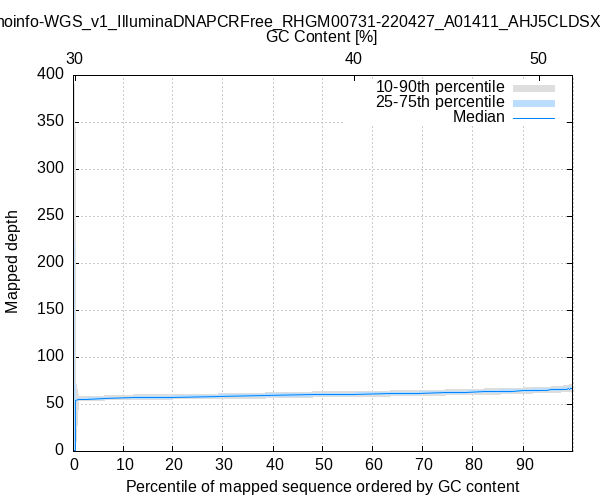 noinfo-WGS_v1_IlluminaDNAPCRFree_RHGM00731-220427_A01411_AHJ5CLDSX
GC Content [%]
30 40 50
400
10-90th percentile
25-75th percentile
Median
350
300
250
200
150
100
50
0
Mapped depth
0 10 20 30 40 50 60 70 80 90
Percentile of mapped sequence ordered by GC content